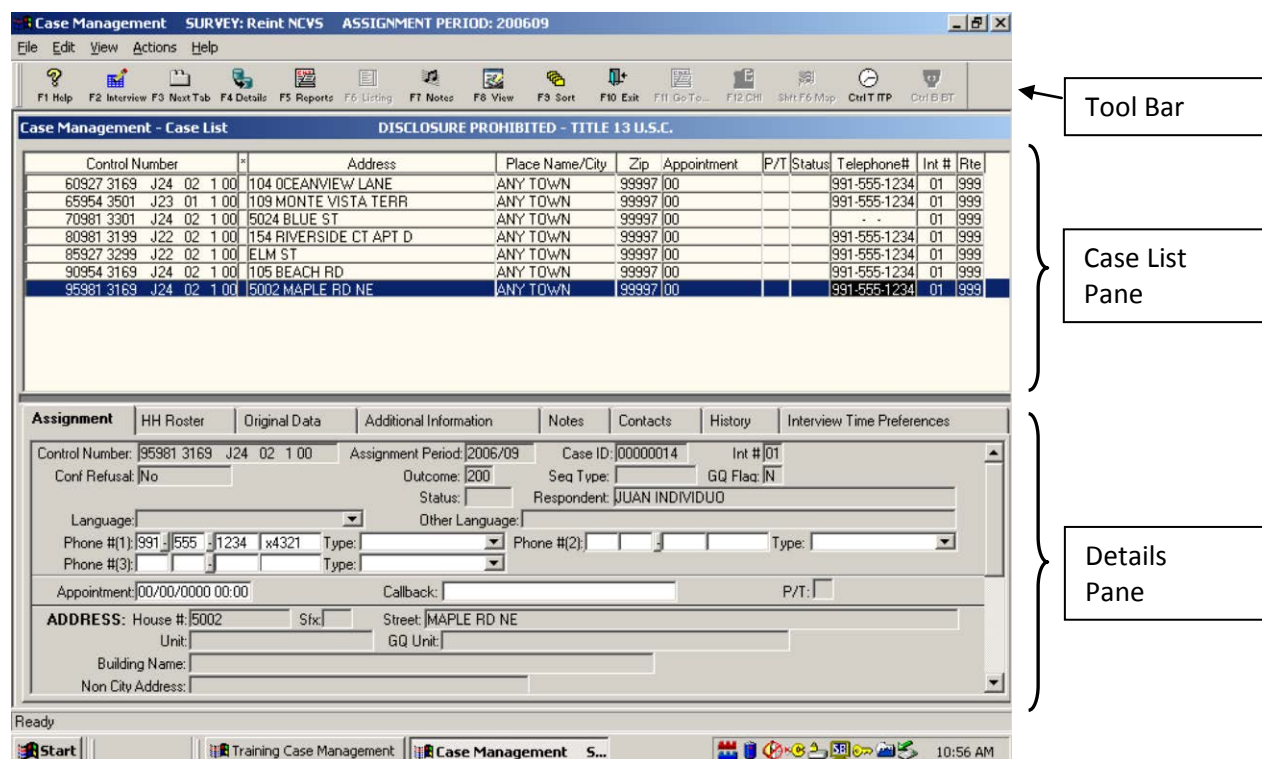 Case Management SURVEY: Reint NCVS ASSIGNMENT PERIOD: 200609
File Edit View Actions Help
F1 Help F2 Interview F3 Next Tab F4 Details F5 Reports F6 Listing F7 Notes F8 View F9 Sort F10 Exit F11 Go To... F12 CHI Shft F6 Map Ctrl T ITP Ctrl B BT
Tool Bar
Case Management - Case List DISCLOSURE PROHIBITED - TITLE 13 U.S.C.
Control Number * Address Place Name/City Zip Appointment P/T Status Telephone# Int # Rte
60927 3169 J24 02 1 00 104 OCEANVIEW LANE ANY TOWN 99997 00 991-555-1234 01 999
65954 3501 J23 01 1 00 109 MONTE VISTA TERR ANY TOWN 99997 00 991-555-1234 01 999
70981 3301 J24 02 1 00 5024 BLUE ST ANY TOWN 99997 00 - - 01 999
80981 3199 J22 02 1 00 154 RIVERSIDE CT APT D ANY TOWN 99997 00 991-555-1234 01 999
85927 3299 J22 02 1 00 ELM ST ANY TOWN 99997 00 991-555-1234 01 999
90954 3169 J24 02 1 00 105 BEACH RD ANY TOWN 99997 00 991-555-1234 01 999
95981 3169 J24 02 1 00 5002 MAPLE RD NE ANY TOWN 99997 00 991-555-1234 01 999
Case List
Pane
Assignment HH Roster Original Data Additional Information Notes Contacts History Interview Time Preferences
Control Number: 95981 3169 J24 02 1 00 Assignment Period: 2006/09 Case ID: 00000014 Int # 01
Conf Refusal: No Outcome: 200 Seq Type: GQ Flag: N
Status: Respondent: JUAN INDIVIDUO
Language: Other Language:
Phone #(1): 991 - 555 - 1234 x4321 Type: Phone #(2): - Type:
Phone #(3): - Type:
Appointment: 00/00/0000 00:00 Callback: P/T:
ADDRESS: House #: 5002 Sfx: Street: MAPLE RD NE
Unit: GQ Unit:
Building Name:
Non City Address:
Details
Pane
Ready
Start Training Case Management Case Management S... 10:56 AM